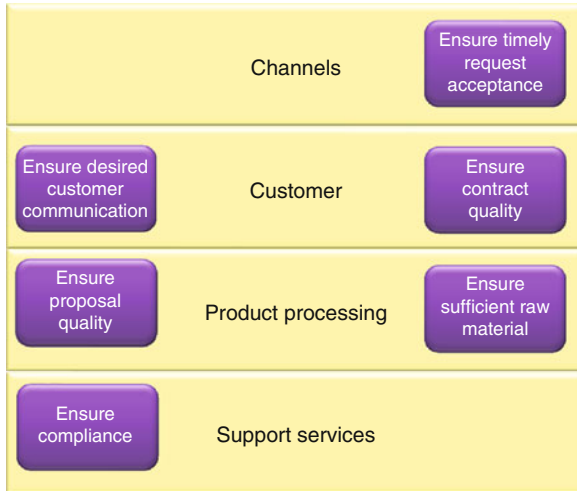 Channels
Ensure timely
request
acceptance
Ensure desired
customer
communication
Customer
Ensure
contract
quality
Ensure
proposal
quality
Product processing
Ensure
sufficient raw
material
Ensure
compliance
Support services